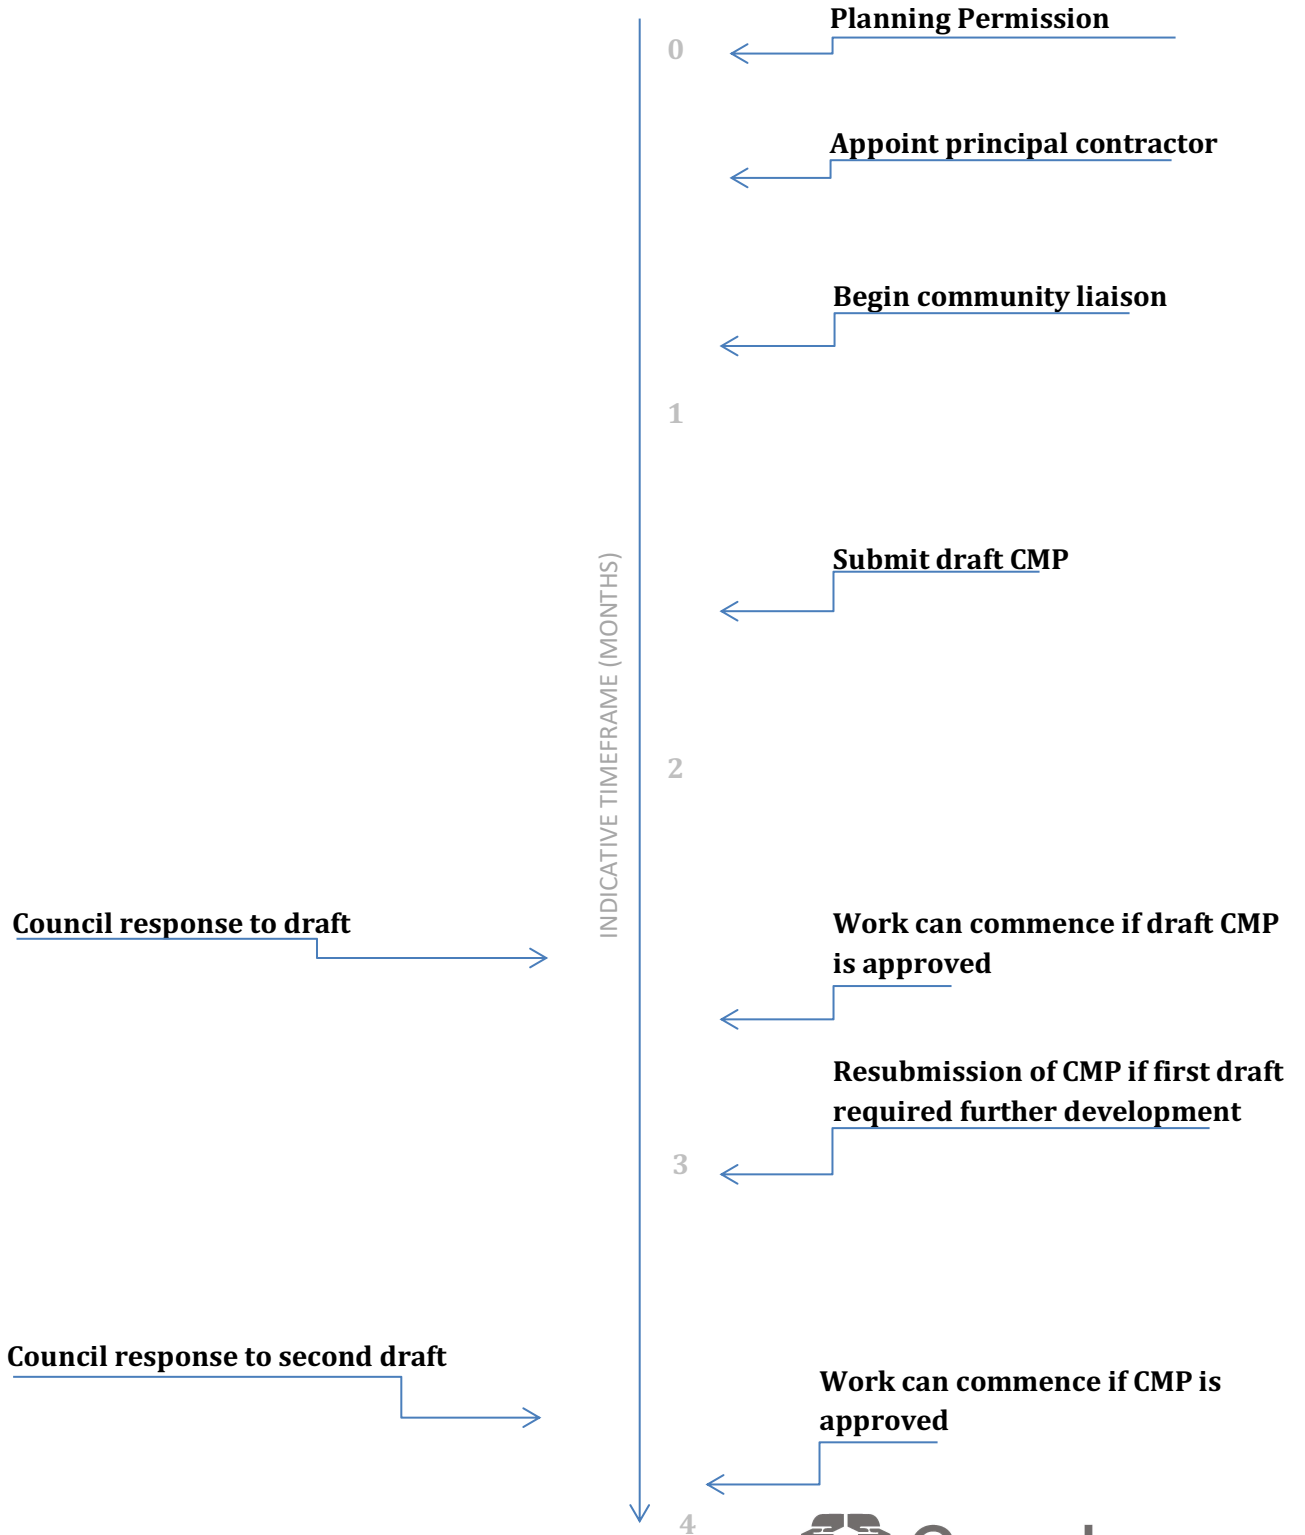 Planning Permission
0
Appoint principal contractor
Begin community liaison
1
Submit draft CMP
INDICATIVE TIMEFRAME (MONTHS)
2
Council response to draft
Work can commence if draft CMP
is approved
Resubmission of CMP if first draft
required further development
3
Council response to second draft
Work can commence if CMP is
approved
4